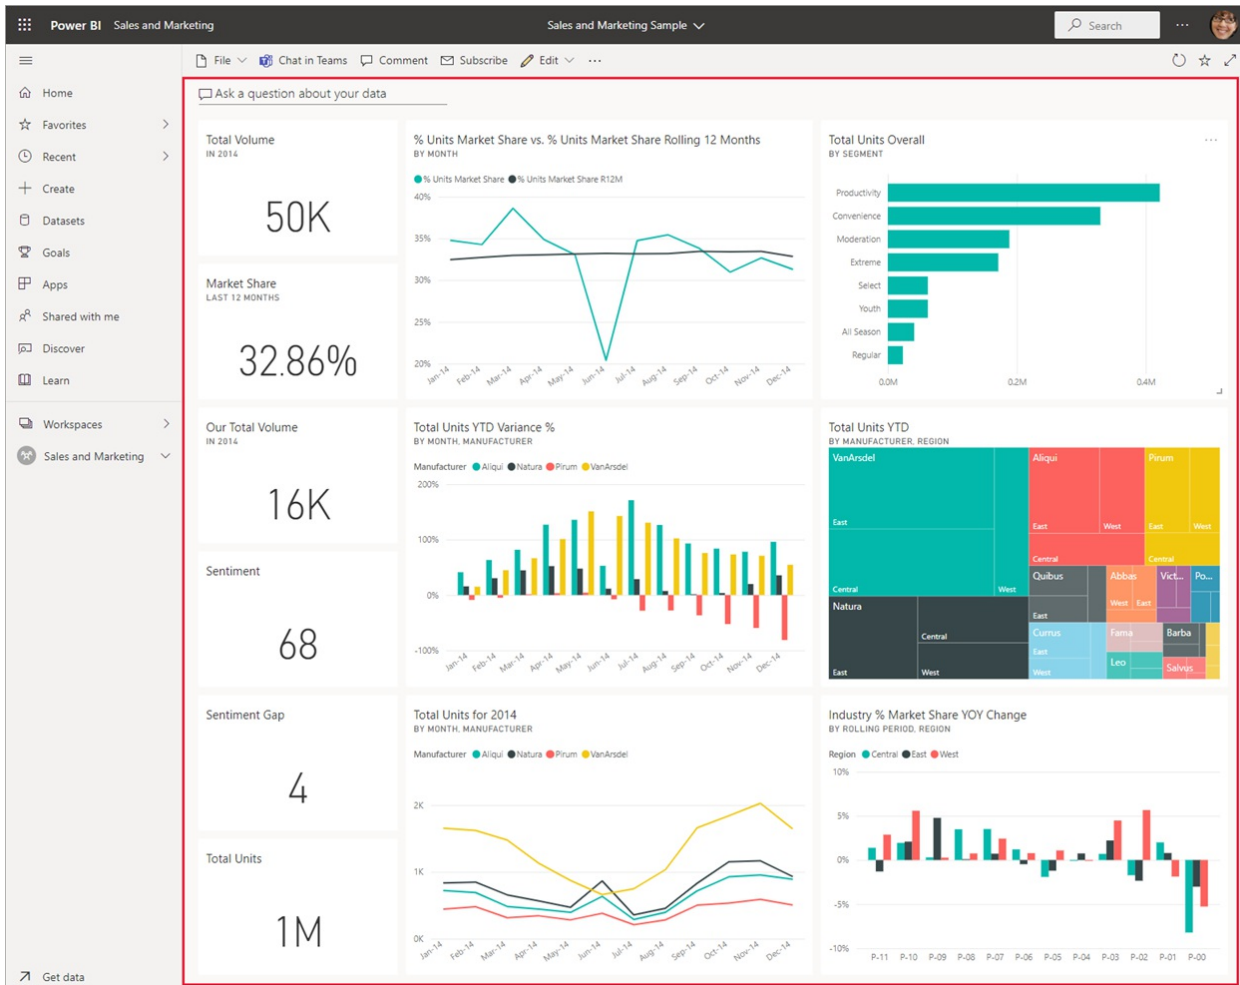 Power BI Sales and Marketing
Sales and Marketing Sample
Search
File Chat in Teams Comment Subscribe Edit
Home
Favorites
Recent
Create
Datasets
Goals
Apps
Shared with me
Discover
Learn
Workspaces
Sales and Marketing
Get data
Ask a question about your data
Total Volume
IN 2014
50K
Market Share
LAST 12 MONTHS
32.86%
Our Total Volume
IN 2014
16K
Sentiment
68
Sentiment Gap
4
Total Units
1M
% Units Market Share vs. % Units Market Share Rolling 12 Months
BY MONTH
% Units Market Share % Units Market Share R12M
40%
35%
30%
25%
20%
Jan-14 Feb-14 Mar-14 Apr-14 May-14 Jun-14 Jul-14 Aug-14 Sep-14 Oct-14 Nov-14 Dec-14
Total Units Overall
BY SEGMENT
Productivity
Convenience
Moderation
Extreme
Select
Youth
All Season
Regular
0.0M 0.2M 0.4M
Total Units YTD Variance %
BY MONTH, MANUFACTURER
Manufacturer Aliqui Natura Pirum VanArsdel
200%
100%
0%
-100%
Jan-14 Feb-14 Mar-14 Apr-14 May-14 Jun-14 Jul-14 Aug-14 Sep-14 Oct-14 Nov-14 Dec-14
Total Units YTD
BY MANUFACTURER, REGION
VanArsdel
East
Central
West
Natura
East
Central
West
Aliqui
East
West
Central
Pirum
East
West
Central
Quibus
East
Abbas
West East
Vict...
Po...
Currus
East
West
Fama
Barba
Leo
Salvus
Total Units for 2014
BY MONTH, MANUFACTURER
Manufacturer Aliqui Natura Pirum VanArsdel
2K
1K
0K
Jan-14 Feb-14 Mar-14 Apr-14 May-14 Jun-14 Jul-14 Aug-14 Sep-14 Oct-14 Nov-14 Dec-14
Industry % Market Share YOY Change
BY ROLLING PERIOD, REGION
Region Central East West
10%
5%
0%
-5%
-10%
P-11 P-10 P-09 P-08 P-07 P-06 P-05 P-04 P-03 P-02 P-01 P-00